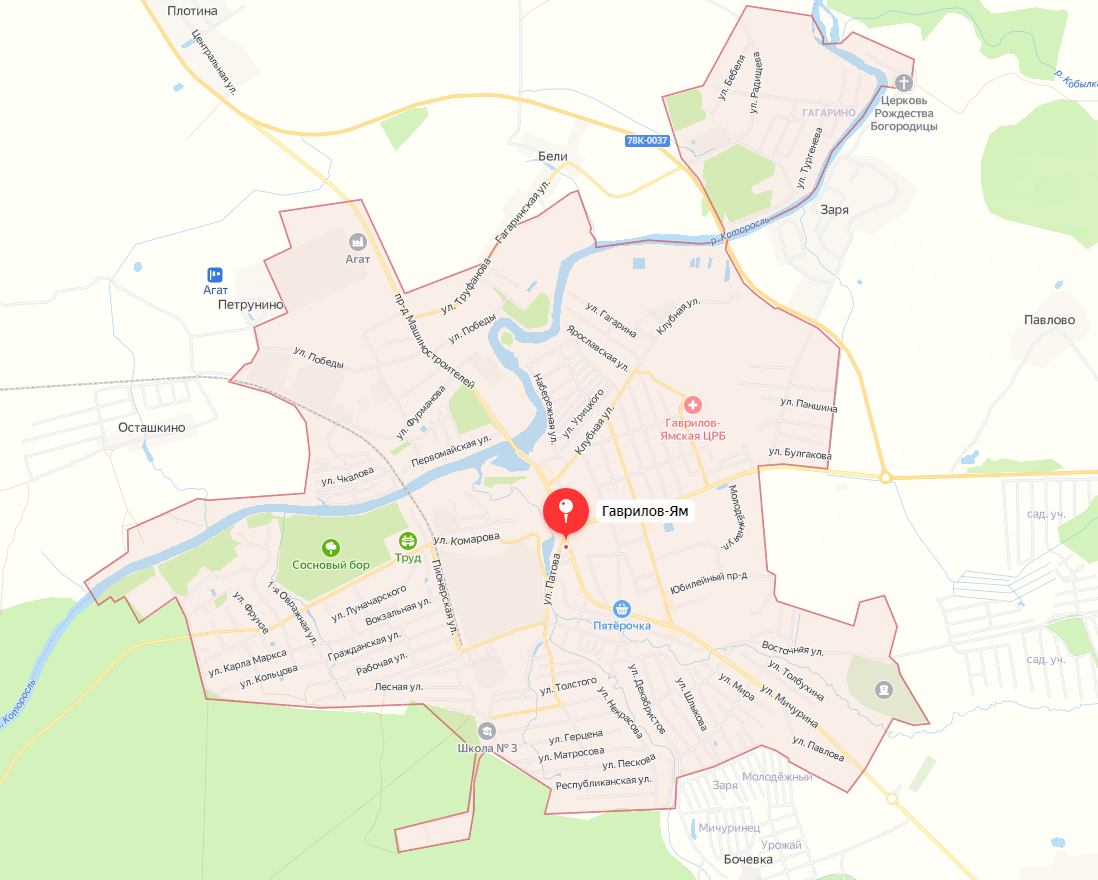 Плотина
Центральная ул.
ул. Бебеля
ул. Радищева
р. Кобылка
ГАГАРИНО
Церковь
Рождества
Богородицы
78К-0037
ул. Тургенева
Бели
Гагаринская ул.
Заря
р. Которосль
Агат
Агат
Петрунино
ул. Труфанова
пр-д Машиностроителей
ул. Победы
ул. Гагарина
Клубная ул.
Ярославская ул.
Павлово
ул. Победы
Набережная ул.
ул. Урицкого
Клубная ул.
ул. Фурманова
Гаврилов-
Ямская ЦРБ
ул. Паншина
Осташкино
Первомайская ул.
ул. Булгакова
ул. Чкалова
Гаврилов-Ям
Молодёжная ул.
сад. уч.
Труд
ул. Комарова
Сосновый бор
Пионерская ул.
ул. Патова
Юбилейный пр-д
1-я Овражная ул.
ул. Фрунзе
ул. Луначарского
Вокзальная ул.
Пятёрочка
Гражданская ул.
Восточная ул.
сад. уч.
ул. Карла Маркса
Рабочая ул.
ул. Кольцова
ул. Толбухина
Лесная ул.
ул. Толстого
ул. Некрасова
ул. Декабристов
ул. Шлыкова
ул. Мира
ул. Мичурина
р. Которосль
Школа № 3
ул. Герцена
ул. Матросова
ул. Павлова
ул. Пескова
Республиканская ул.
Заря
Молодёжный
Мичуринец
Урожай
Бочевка